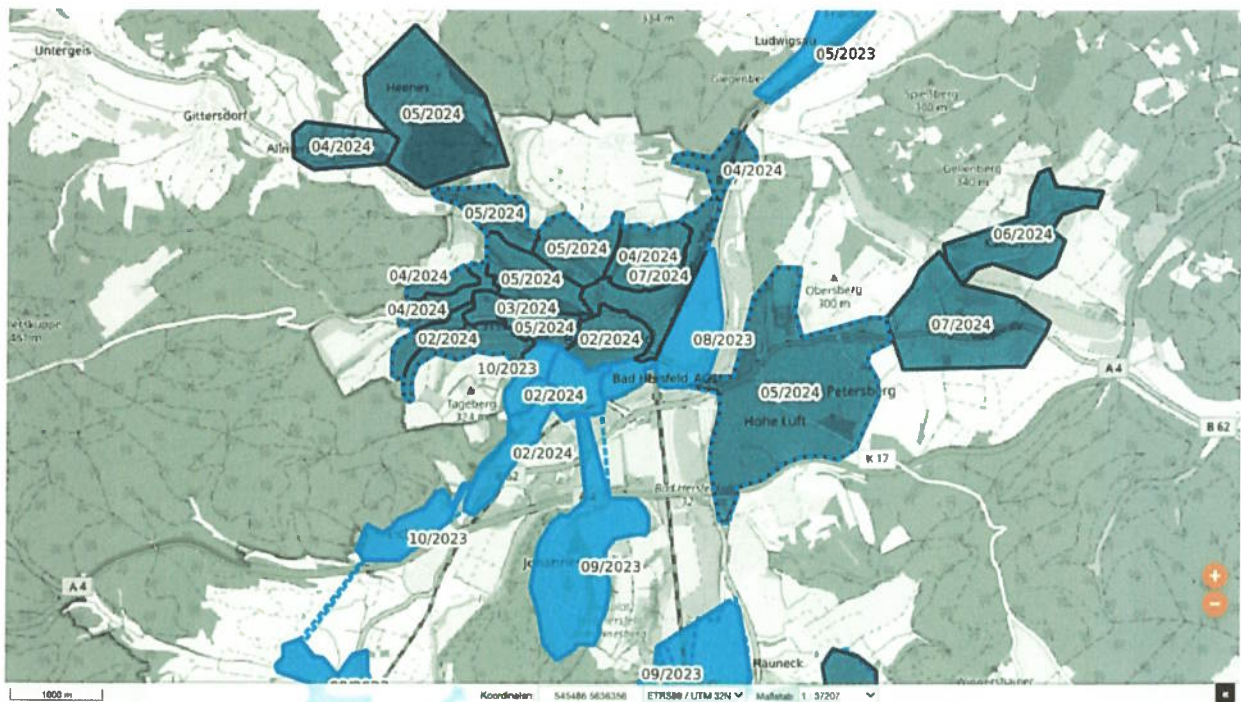 334 m
Untergeis
Ludwigsau
05/2023
Heenes
Gittersdorf
05/2024
Spießberg
300 m
04/2024
04/2024
340 m
05/2024
06/2024
05/2024
04/2024
04/2024
05/2024
07/2024
Obersberg
300 m
04/2024
03/2024
05/2024
02/2024
02/2024
08/2023
07/2024
10/2023
A 4
Tageberg
324 m
02/2024
05/2024
Petersberg
Hohe Luft
B 62
02/2024
K 17
10/2023
09/2023
A 4
09/2023
Hauneck
1000 m
Koordinaten: 545486 5636356 ETRS89 / UTM 32N Maßstab: 1 : 37207
+
−
«